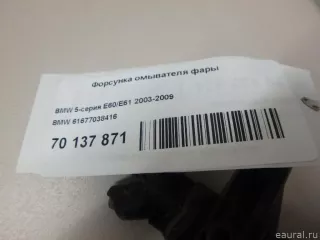 Форсунка омывателя фары
BMW 5-серия E60/E61 2003-2009
BMW 61677038416
70 137 871
eaural.ru